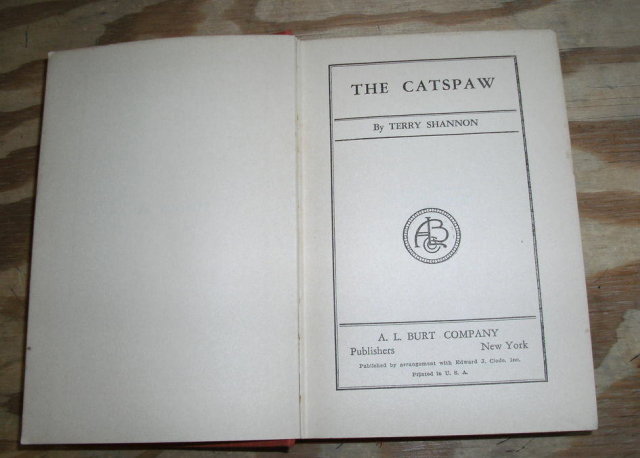 THE CATSPAW
By TERRY SHANNON
ALBCo
A. L. BURT COMPANY
Publishers New York
Published by arrangement with Edward J. Clode, Inc.
Printed in U. S. A.